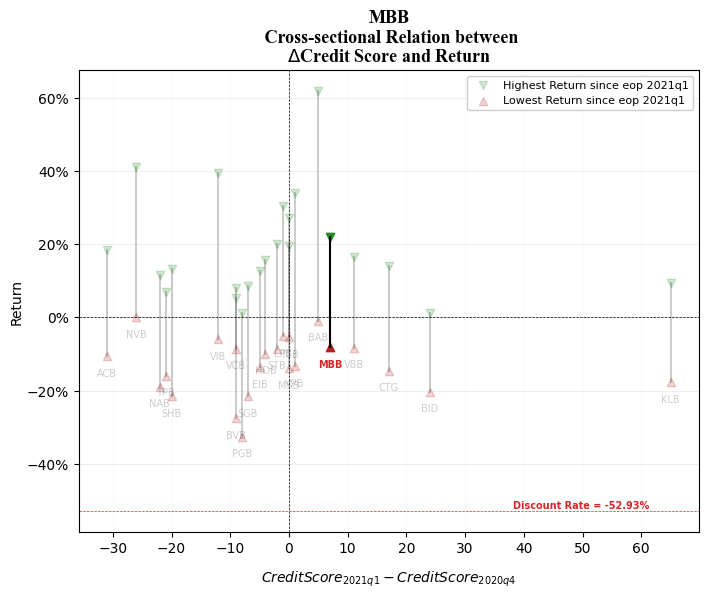 MBB
Cross-sectional Relation between
ΔCredit Score and Return
Highest Return since eop 2021q1
Lowest Return since eop 2021q1
60%
40%
20%
0%
−20%
−40%
Return
NVB
BAB
VIB
ACB
VCB
STB
MBB
VBB
EIB
CTG
NAB
SHB
SGB
BID
KLB
BVB
PGB
Discount Rate = -52.93%
−30
−20
−10
0
10
20
30
40
50
60
CreditScore2021q1 − CreditScore2020q4